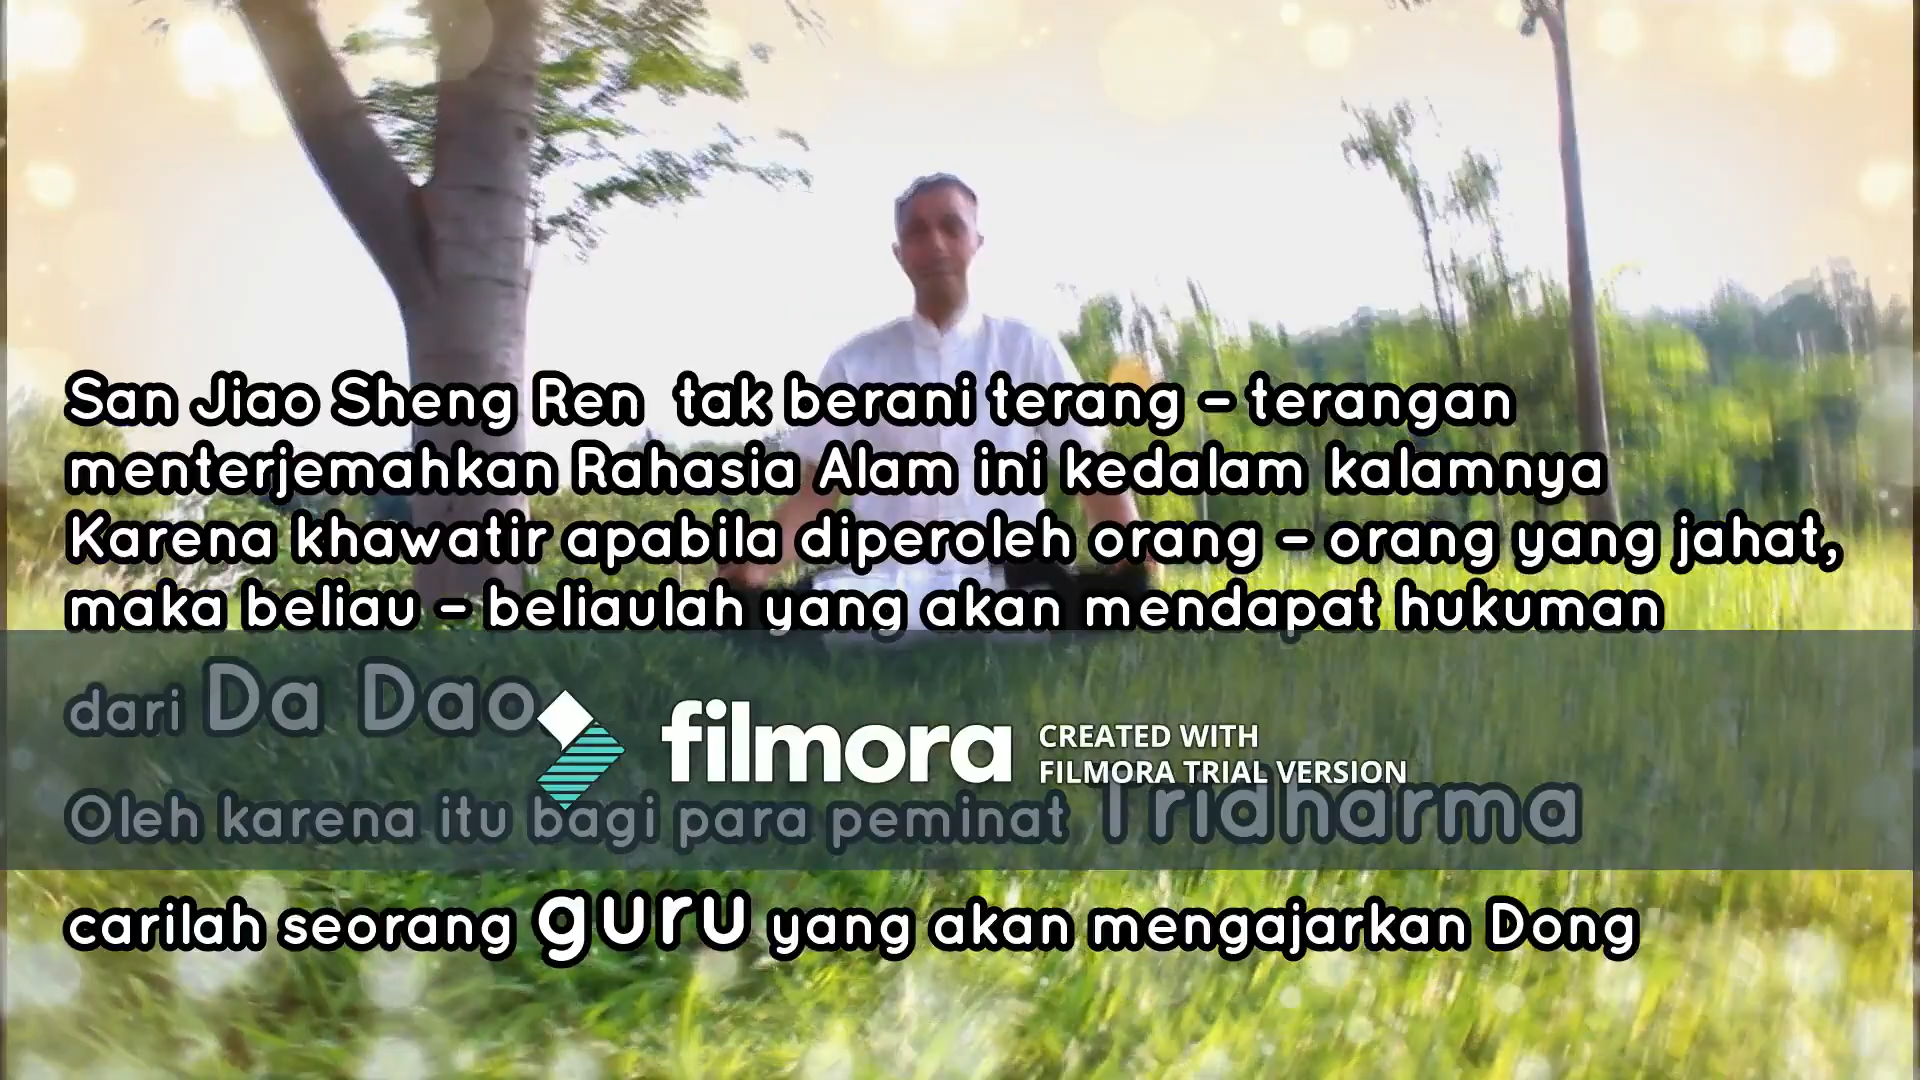 San Jiao Sheng Ren tak berani terang – terangan
menterjemahkan Rahasia Alam ini kedalam kalamnya
Karena khawatir apabila diperoleh orang – orang yang jahat,
maka beliau – beliaulah yang akan mendapat hukuman
dari Da Dao
filmora CREATED WITH
FILMORA TRIAL VERSION
Oleh karena itu bagi para peminat Tridharma
carilah seorang guru yang akan mengajarkan Dong